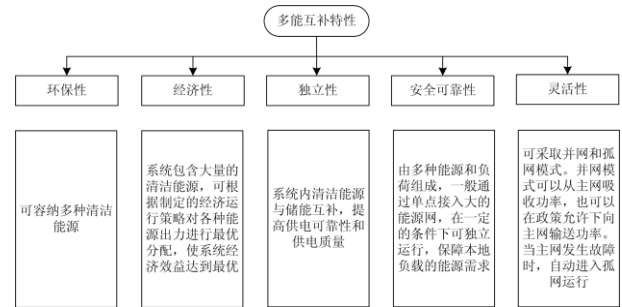 多能互补特性
环保性
经济性
独立性
安全可靠性
灵活性
可容纳多种清洁
能源
系统包含大量的
清洁能源，可根
据制定的经济运
行策略对各种能
源出力进行最优
分配，使系统经
济效益达到最优
系统内清洁能源
与储能互补，提
高供电可靠性和
供电质量
由多种能源和负
荷组成，一般通
过单点接入大的
能源网，在一定
的条件下可独立
运行，保障本地
负载的能源需求
可采取并网和孤
网模式。并网模
式可以从主网吸
收功率，也可以
在政策允许下向
主网输送功率。
当主网发生故障
时，自动进入孤
网运行